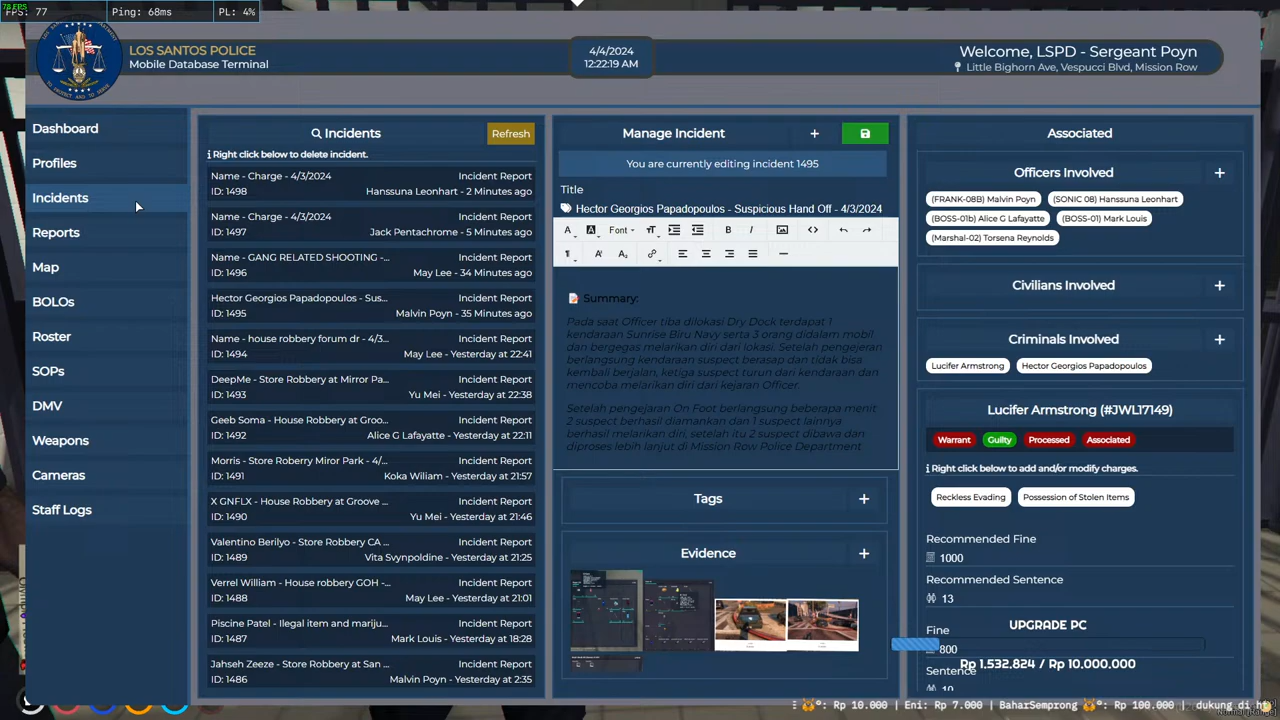 FPS: 77
Ping: 68ms
PL: 4%
LOS SANTOS POLICE
Mobile Database Terminal
4/4/2024
12:22:19 AM
Welcome, LSPD - Sergeant Poyn
Little Bighorn Ave, Vespucci Blvd, Mission Row
Dashboard
Profiles
Incidents
Reports
Map
BOLOs
Roster
SOPs
DMV
Weapons
Cameras
Staff Logs
Incidents
Refresh
Right click below to delete incident.
Name - Charge - 4/3/2024 Incident Report
ID: 1498 Hanssuna Leonhart - 2 Minutes ago
Name - Charge - 4/3/2024 Incident Report
ID: 1497 Jack Pentachrome - 5 Minutes ago
Name - GANG RELATED SHOOTING -... Incident Report
ID: 1496 May Lee - 34 Minutes ago
Hector Georgios Papadopoulos - Sus... Incident Report
ID: 1495 Malvin Poyn - 35 Minutes ago
Name - house robbery forum dr - 4/3... Incident Report
ID: 1494 May Lee - Yesterday at 22:41
DeepMe - Store Robbery at Mirror Pa... Incident Report
ID: 1493 Yu Mei - Yesterday at 22:38
Geeb Soma - House Robbery at Groo... Incident Report
ID: 1492 Alice G Lafayette - Yesterday at 22:11
Morris - Store Roberry Miror Park - 4/... Incident Report
ID: 1491 Koka Wiliam - Yesterday at 21:57
X GNFLX - House Robbery at Groove ... Incident Report
ID: 1490 Yu Mei - Yesterday at 21:46
Valentino Berilyo - Store Robbery CA ... Incident Report
ID: 1489 Vita Svynpoldine - Yesterday at 21:25
Verrel William - House robbery GOH -... Incident Report
ID: 1488 May Lee - Yesterday at 21:01
Piscine Patel - Ilegal item and mariju... Incident Report
ID: 1487 Mark Louis - Yesterday at 18:28
Jahseh Zeeze - Store Robbery at San ... Incident Report
ID: 1486 Malvin Poyn - Yesterday at 2:35
Manage Incident
You are currently editing incident 1495
Title
Hector Georgios Papadopoulos - Suspicious Hand Off - 4/3/2024
Font
Summary:
Pada saat Officer tiba dilokasi Dry Dock terdapat 1
kendaraan Sunrise Biru Navy serta 3 orang didalam mobil
dan bergegas melarikan diri dari lokasi. Setelah pengejeran
berlangsung kendaraan suspect berasap dan tidak bisa
kembali berjalan, ketiga suspect turun dari kendaraan dan
mencoba melarikan diri dari kejaran Officer.
Setelah pengejaran On Foot berlangsung beberapa menit
2 suspect berhasil diamankan dan 1 suspect lainnya
berhasil melarikan diri, setelah itu 2 suspect dibawa dan
diproses lebih lanjut di Mission Row Police Department
Tags
Evidence
Associated
Officers Involved
(FRANK-08B) Malvin Poyn
(SONIC 08) Hanssuna Leonhart
(BOSS-01b) Alice G Lafayette
(BOSS-01) Mark Louis
(Marshal-02) Torsena Reynolds
Civilians Involved
Criminals Involved
Lucifer Armstrong
Hector Georgios Papadopoulos
Lucifer Armstrong (#JWL17149)
Warrant
Guilty
Processed
Associated
Right click below to add and/or modify charges.
Reckless Evading
Possession of Stolen Items
Recommended Fine
1000
Recommended Sentence
13
Fine
800
Sentence
10
UPGRADE PC
Rp 1.532.824 / Rp 10.000.000
Rp 10.000 | Eni: Rp 7.000 | BaharSemprong : Rp 100.000 | dukung di